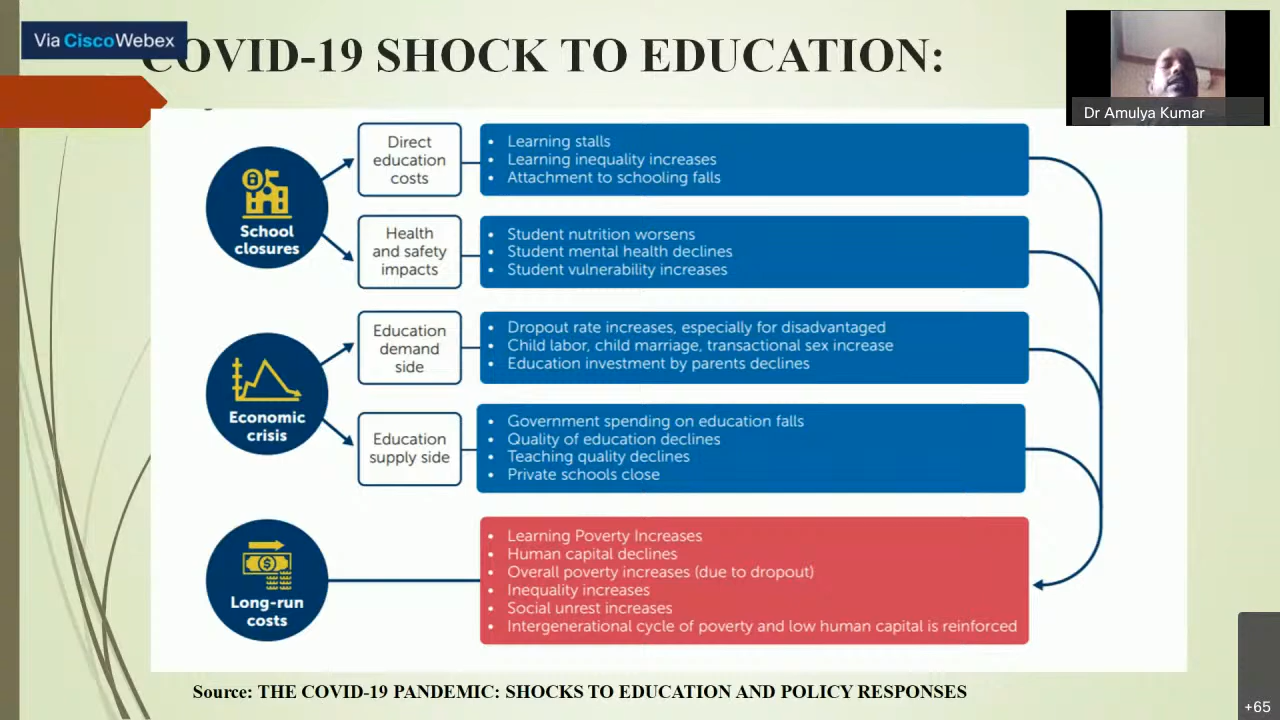 Via CiscoWebex
COVID-19 SHOCK TO EDUCATION:
Dr Amulya Kumar
School
closures
Direct
education
costs
• Learning stalls
• Learning inequality increases
• Attachment to schooling falls
Health
and safety
impacts
• Student nutrition worsens
• Student mental health declines
• Student vulnerability increases
Economic
crisis
Education
demand
side
• Dropout rate increases, especially for disadvantaged
• Child labor, child marriage, transactional sex increase
• Education investment by parents declines
Education
supply side
• Government spending on education falls
• Quality of education declines
• Teaching quality declines
• Private schools close
Long-run
costs
• Learning Poverty Increases
• Human capital declines
• Overall poverty increases (due to dropout)
• Inequality increases
• Social unrest increases
• Intergenerational cycle of poverty and low human capital is reinforced
Source: THE COVID-19 PANDEMIC: SHOCKS TO EDUCATION AND POLICY RESPONSES
+65